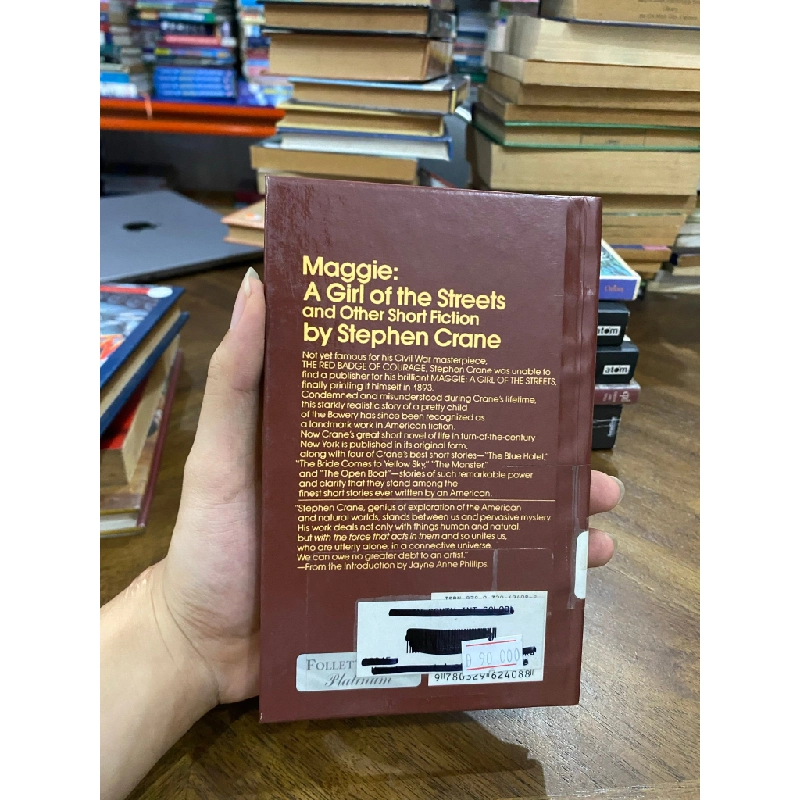 Maggie:
A Girl of the Streets
and Other Short Fiction
by Stephen Crane
Not yet famous for his Civil War masterpiece,
THE RED BADGE OF COURAGE, Stephen Crane was unable to
find a publisher for his brilliant MAGGIE: A GIRL OF THE STREETS,
finally printing it himself in 1893.
Condemned and misunderstood during Crane's lifetime,
this starkly realistic story of a pretty child
of the Bowery has since been recognized as
a landmark work in American fiction.
Now Crane's great short novel of life in turn-of-the-century
New York is published in its original form,
along with four of Crane's best short stories—"The Blue Hotel,"
"The Bride Comes to Yellow Sky," "The Monster,"
and "The Open Boat"—stories of such remarkable power
and clarity that they stand among the
finest short stories ever written by an American.
"Stephen Crane, genius of exploration of the American
and natural worlds, stands between us and pervasive mystery.
His work deals not only with things human and natural,
but with the force that acts in them and so unites us,
who are utterly alone, in a connective universe.
We can owe no greater debt to an artist."
—From the Introduction by Jayne Anne Phillips
FOLLET
Platinum
Đ 90.000
9 780329 624088
atom
atom